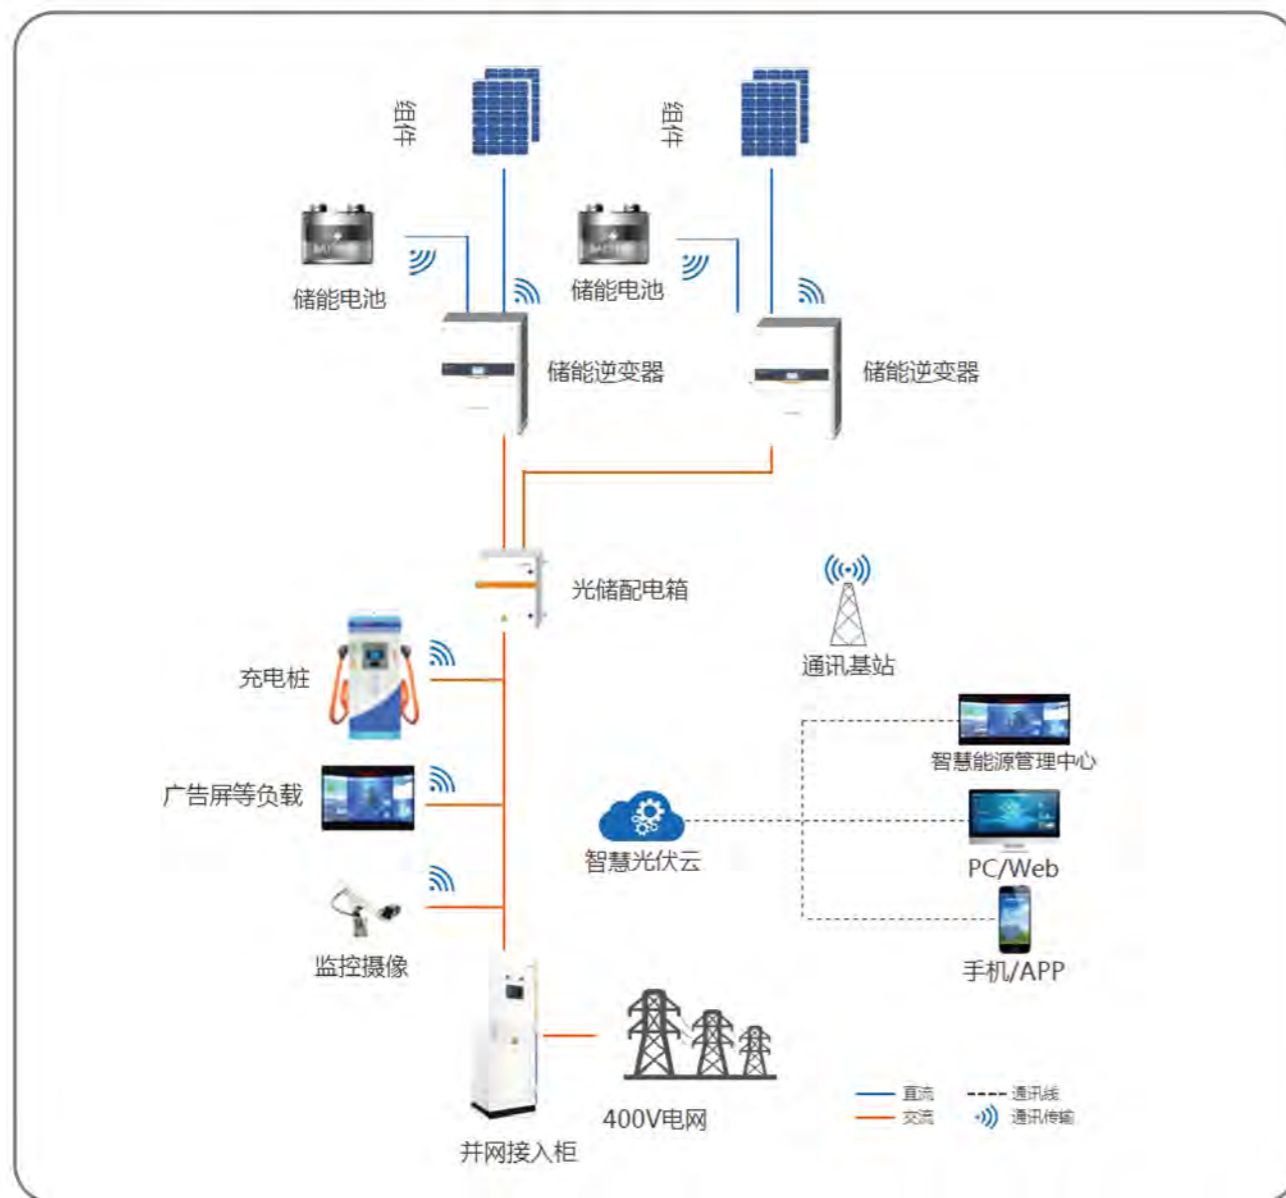 组件
组件
储能电池
储能电池
储能逆变器
储能逆变器
光储配电箱
通讯基站
充电桩
智慧能源管理中心
广告屏等负载
智慧光伏云
PC/Web
监控摄像
手机/APP
400V电网
并网接入柜
直流
通讯线
交流
通讯传输